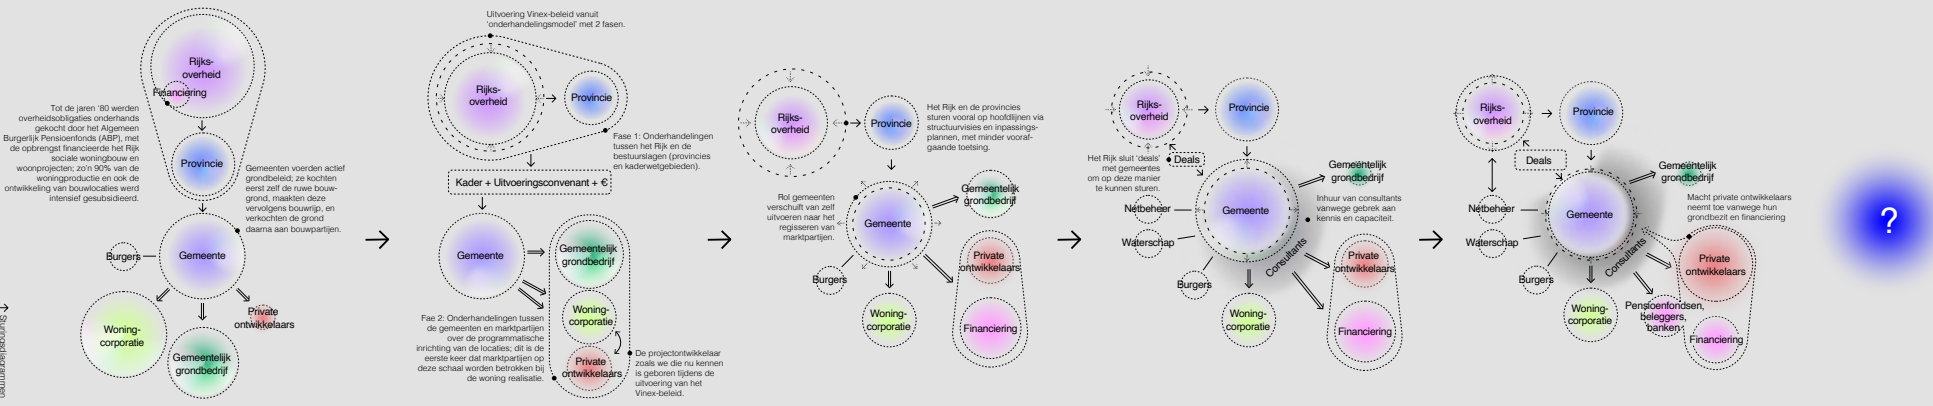 Sturingsdiagrammen
Rijks-
overheid
Financiering
Tot de jaren '80 werden
overheidsobligaties onderhands
gekocht door het Algemeen
Burgerlijk Pensioenfonds (ABP), met
de opbrengst financierde het Rijk
sociale woningbouw en
woonprojecten; zo'n 90% van de
woningproductie en ook de
ontwikkeling van bouwlocaties werd
intensief gesubsidieerd.
Provincie
Gemeenten voerden actief
grondbeleid; ze kochten
eerst zelf de ruwe bouw-
grond, maakten deze
vervolgens bouwrijp, en
verkochten de grond
daarna aan bouwpartijen.
Burgers
Gemeente
Woning-
corporatie
Gemeentelijk
grondbedrijf
Private
ontwikkelaars
Uitvoering Vinex-beleid vanuit
'onderhandelingsmodel' met 2 fasen.
Rijks-
overheid
Provincie
Fase 1: Onderhandelingen
tussen het Rijk en de
bestuurslagen (provincies
en kaderwetgebieden).
Kader + Uitvoeringsconvenant + €
Gemeente
Gemeentelijk
grondbedrijf
Woning-
corporatie
Private
ontwikkelaars
Fae 2: Onderhandelingen tussen
de gemeenten en marktpartijen
over de programmatische
inrichting van de locaties; dit is de
eerste keer dat marktpartijen op
deze schaal worden betrokken bij
de woning realisatie.
De projectontwikkelaar
zoals we die nu kennen
is geboren tijdens de
uitvoering van het
Vinex-beleid.
Rijks-
overheid
Provincie
Het Rijk en de provincies
sturen vooral op hoofdlijnen via
structuurvisies en inpassings-
plannen, met minder vooraf-
gaande toetsing.
Rol gemeenten
verschuift van zelf
uitvoeren naar het
regisseren van
marktpartijen.
Gemeente
Gemeentelijk
grondbedrijf
Burgers
Woning-
corporatie
Private
ontwikkelaars
Financiering
Rijks-
overheid
Provincie
Het Rijk sluit 'deals'
met gemeentes
om op deze manier
te kunnen sturen.
Deals
Netbeheer
Waterschap
Burgers
Gemeente
Consultants
Gemeentelijk
grondbedrijf
Inhuur van consultants
vanwege gebrek aan
kennis en capaciteit.
Woning-
corporatie
Private
ontwikkelaars
Financiering
Rijks-
overheid
Provincie
Deals
Netbeheer
Waterschap
Burgers
Gemeente
Consultants
Gemeentelijk
grondbedrijf
Macht private ontwikkelaars
neemt toe vanwege hun
grondbezit en financiering
Woning-
corporatie
Private
ontwikkelaars
Pensioenfondsen,
beleggers,
banken
Financiering
?